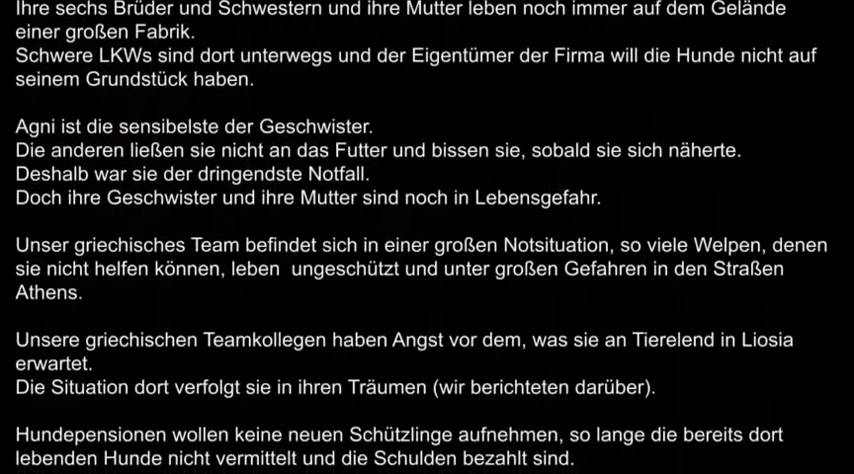 Ihre sechs Brüder und Schwestern und ihre Mutter leben noch immer auf dem Gelände
einer großen Fabrik.
Schwere LKWs sind dort unterwegs und der Eigentümer der Firma will die Hunde nicht auf
seinem Grundstück haben.
Agni ist die sensibelste der Geschwister.
Die anderen ließen sie nicht an das Futter und bissen sie, sobald sie sich näherte.
Deshalb war sie der dringendste Notfall.
Doch ihre Geschwister und ihre Mutter sind noch in Lebensgefahr.
Unser griechisches Team befindet sich in einer großen Notsituation, so viele Welpen, denen
sie nicht helfen können, leben  ungeschützt und unter großen Gefahren in den Straßen
Athens.
Unsere griechischen Teamkollegen haben Angst vor dem, was sie an Tierelend in Liosia
erwartet.
Die Situation dort verfolgt sie in ihren Träumen (wir berichteten darüber).
Hundepensionen wollen keine neuen Schützlinge aufnehmen, so lange die bereits dort
lebenden Hunde nicht vermittelt und die Schulden bezahlt sind.